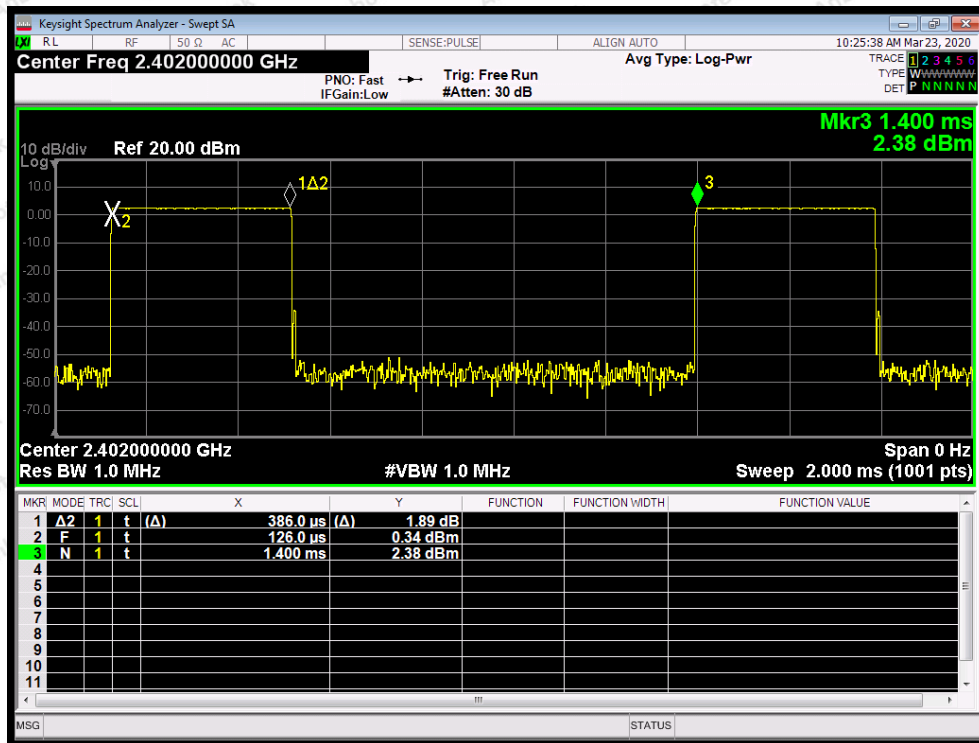 Keysight Spectrum Analyzer - Swept SA
LXI RL RF 50 Ω AC SENSE:PULSE ALIGN AUTO 10:25:38 AM Mar 23, 2020
Center Freq 2.402000000 GHz Avg Type: Log-Pwr TRACE 1 2 3 4 5 6
PNO: Fast Trig: Free Run TYPE WWWWWW
IFGain:Low #Atten: 30 dB DET P N N N N N
Mkr3 1.400 ms
10 dB/div Ref 20.00 dBm 2.38 dBm
Log
10.0
1Δ2
3
0.00
X2
-10.0
-20.0
-30.0
-40.0
-50.0
-60.0
-70.0
Center 2.402000000 GHz Span 0 Hz
Res BW 1.0 MHz #VBW 1.0 MHz Sweep 2.000 ms (1001 pts)
MKR MODE TRC SCL X Y FUNCTION FUNCTION WIDTH FUNCTION VALUE
1 Δ2 1 t (Δ) 386.0 µs (Δ) 1.89 dB
2 F 1 t 126.0 µs 0.34 dBm
3 N 1 t 1.400 ms 2.38 dBm
4
5
6
7
8
9
10
11
MSG STATUS